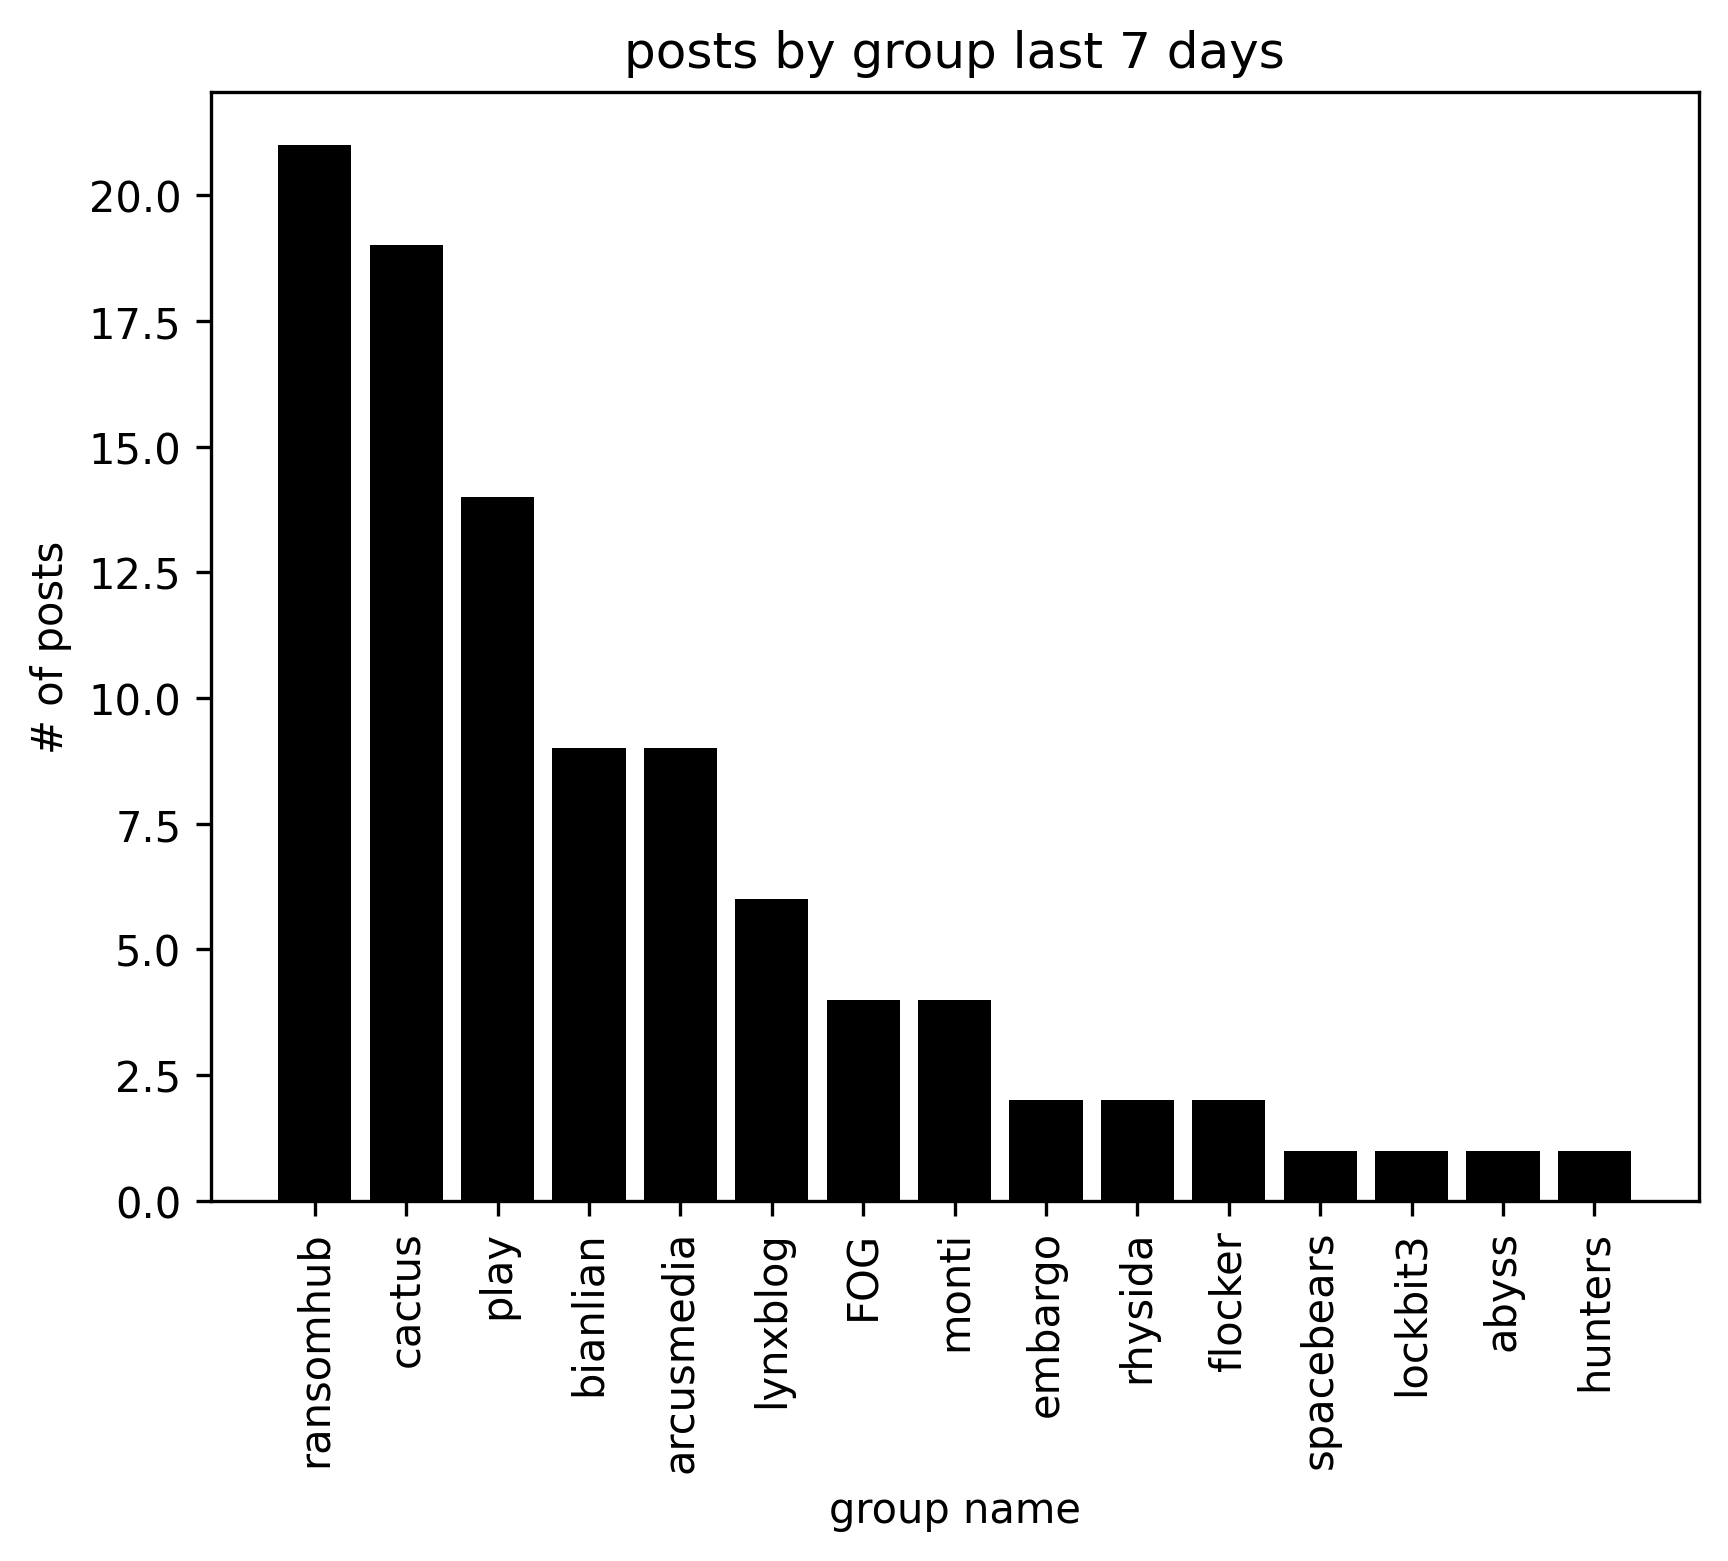 posts by group last 7 days
# of posts
20.0
17.5
15.0
12.5
10.0
7.5
5.0
2.5
0.0
ransomhub
cactus
play
bianlian
arcusmedia
lynxblog
FOG
monti
embargo
rhysida
flocker
spacebears
lockbit3
abyss
hunters
group name